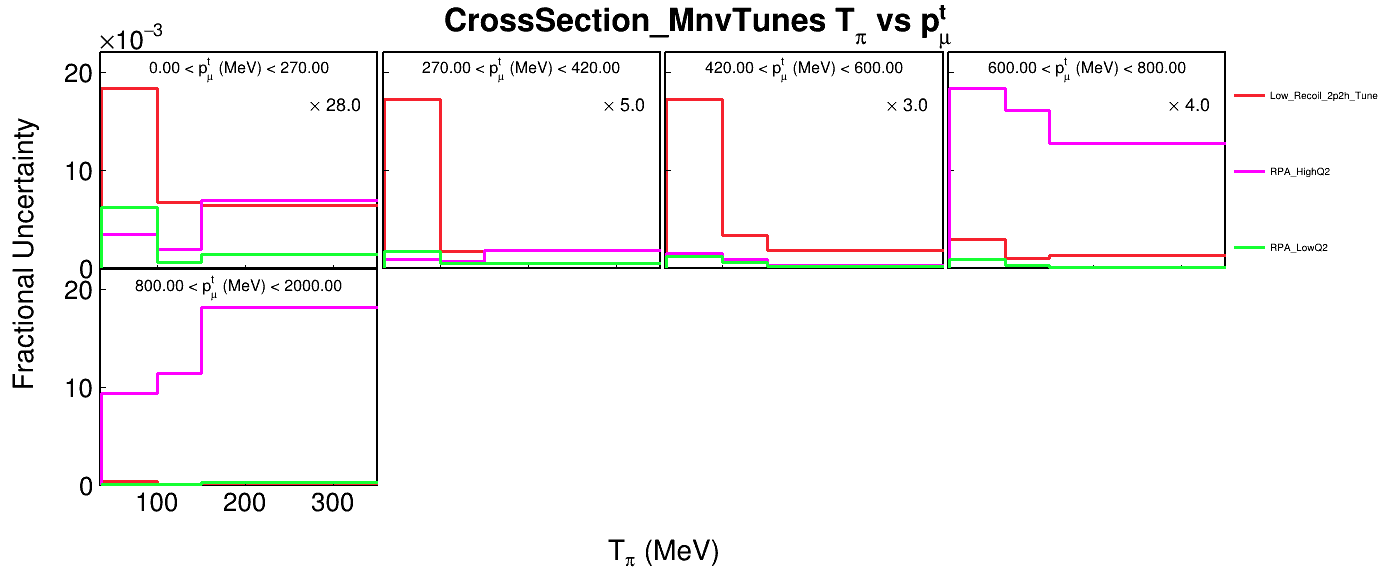 CrossSection_MnvTunes T_π vs p^t_μ
×10⁻³
0.00 < p^t_μ (MeV) < 270.00
× 28.0
270.00 < p^t_μ (MeV) < 420.00
× 5.0
420.00 < p^t_μ (MeV) < 600.00
× 3.0
600.00 < p^t_μ (MeV) < 800.00
× 4.0
Low_Recoil_2p2h_Tune
RPA_HighQ2
RPA_LowQ2
20
10
0
Fractional Uncertainty
800.00 < p^t_μ (MeV) < 2000.00
20
10
0
100 200 300
T_π (MeV)